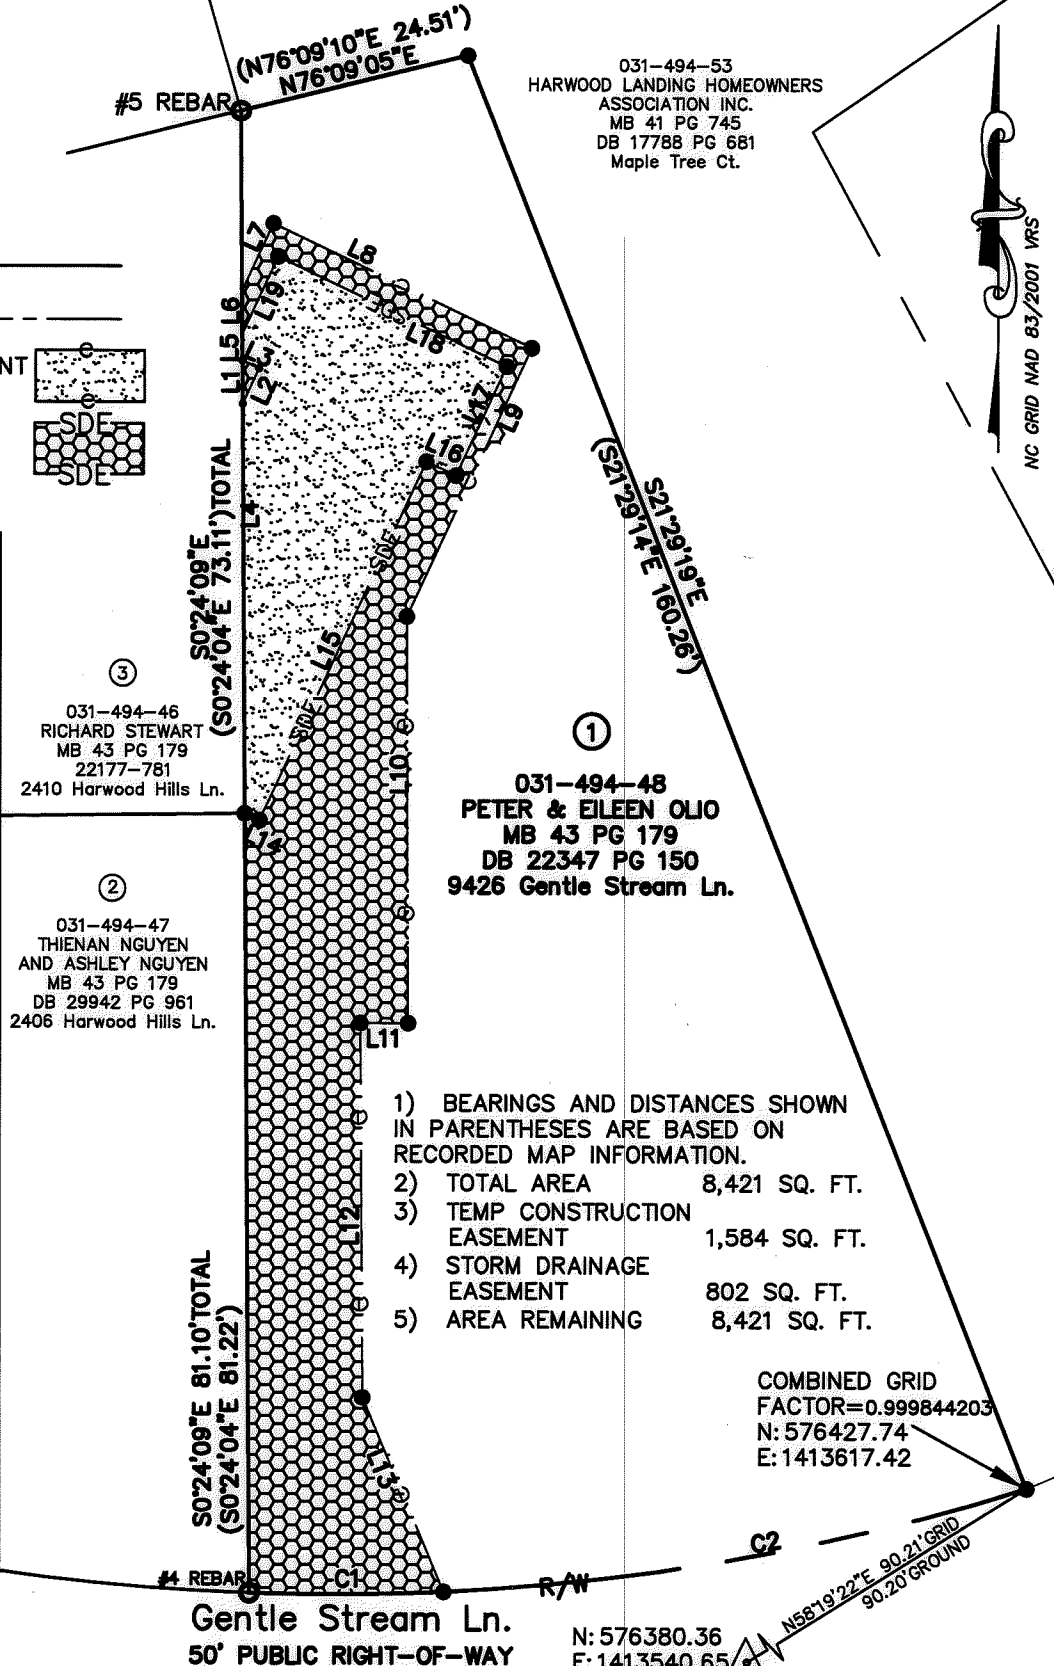 (N76°09'10"E 24.51')
N76°09'05"E
#5 REBAR
031-494-53
HARWOOD LANDING HOMEOWNERS
ASSOCIATION INC.
MB 41 PG 745
DB 17788 PG 681
Maple Tree Ct.
NC GRID NAD 83/2001 VRS
L7
L8
L19
L6
L5
L1
L3
L2
L18
L17
L9
L16
NT
SDE
SDE
L4
S0°24'09"E
(S0°24'04"E 73.11')TOTAL
SDE
L15
SDE
S21°29'19"E
(S21°29'14"E 160.26')
3
031-494-46
RICHARD STEWART
MB 43 PG 179
22177-781
2410 Harwood Hills Ln.
L10
1
031-494-48
PETER & EILEEN OLIO
MB 43 PG 179
DB 22347 PG 150
9426 Gentle Stream Ln.
L14
2
031-494-47
THIENAN NGUYEN
AND ASHLEY NGUYEN
MB 43 PG 179
DB 29942 PG 961
2406 Harwood Hills Ln.
L11
1) BEARINGS AND DISTANCES SHOWN
IN PARENTHESES ARE BASED ON
RECORDED MAP INFORMATION.
2) TOTAL AREA 8,421 SQ. FT.
3) TEMP CONSTRUCTION
EASEMENT 1,584 SQ. FT.
4) STORM DRAINAGE
EASEMENT 802 SQ. FT.
5) AREA REMAINING 8,421 SQ. FT.
L12
S0°24'09"E 81.10'TOTAL
(S0°24'04"E 81.22')
COMBINED GRID
FACTOR=0.999844203
N: 576427.74
E: 1413617.42
L13
C2
N58°19'22"E 90.21'GRID
90.20'GROUND
#4 REBAR
C1
R/W
Gentle Stream Ln.
50' PUBLIC RIGHT-OF-WAY
N: 576380.36
E: 1413540.65